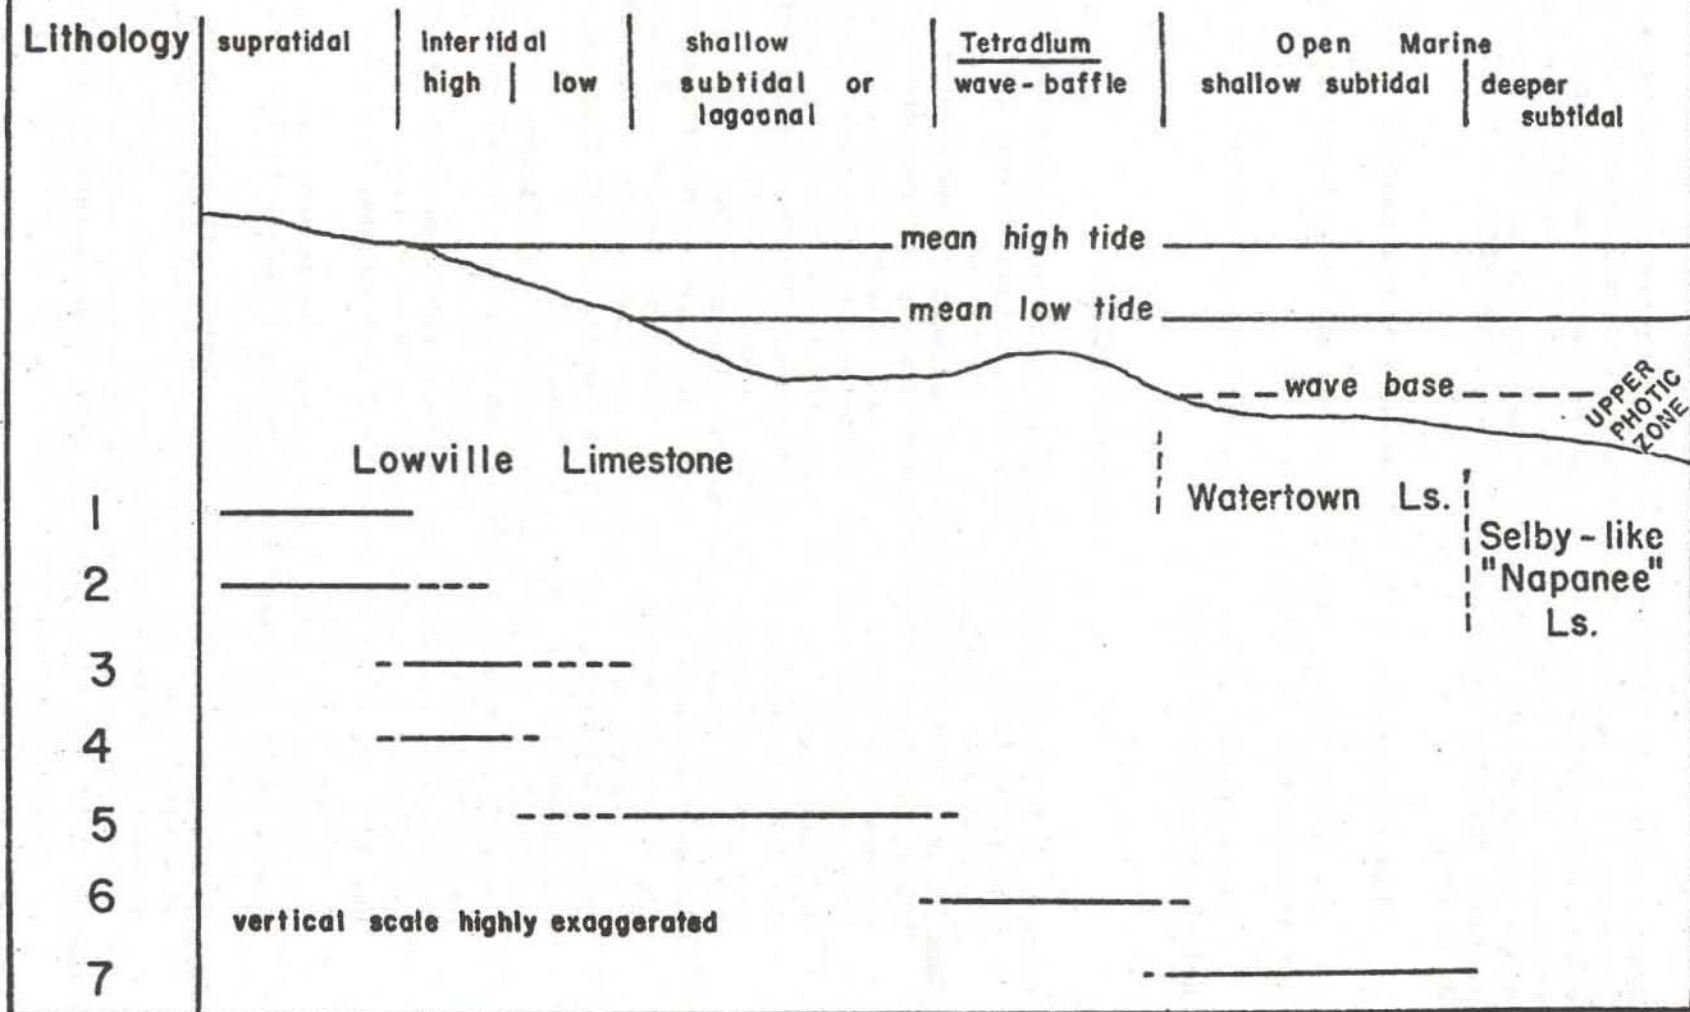 Lithology
supratidal
Intertidal
high | low
shallow
subtidal or
lagoonal
Tetradium
wave-baffle
Open Marine
shallow subtidal
deeper
subtidal
mean high tide
mean low tide
wave base
UPPER
PHOTIC
ZONE
Lowville Limestone
Watertown Ls.
Selby-like
"Napanee"
Ls.
1
2
3
4
5
6
7
vertical scale highly exaggerated